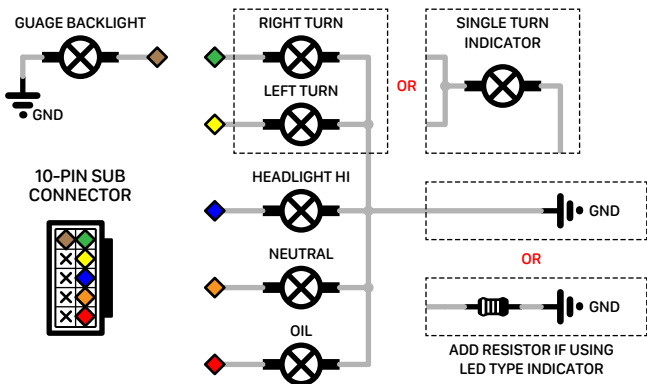 GUAGE BACKLIGHT
GND
RIGHT TURN
LEFT TURN
OR
SINGLE TURN
INDICATOR
10-PIN SUB
CONNECTOR
HEADLIGHT HI
GND
NEUTRAL
OR
OIL
GND
ADD RESISTOR IF USING
LED TYPE INDICATOR